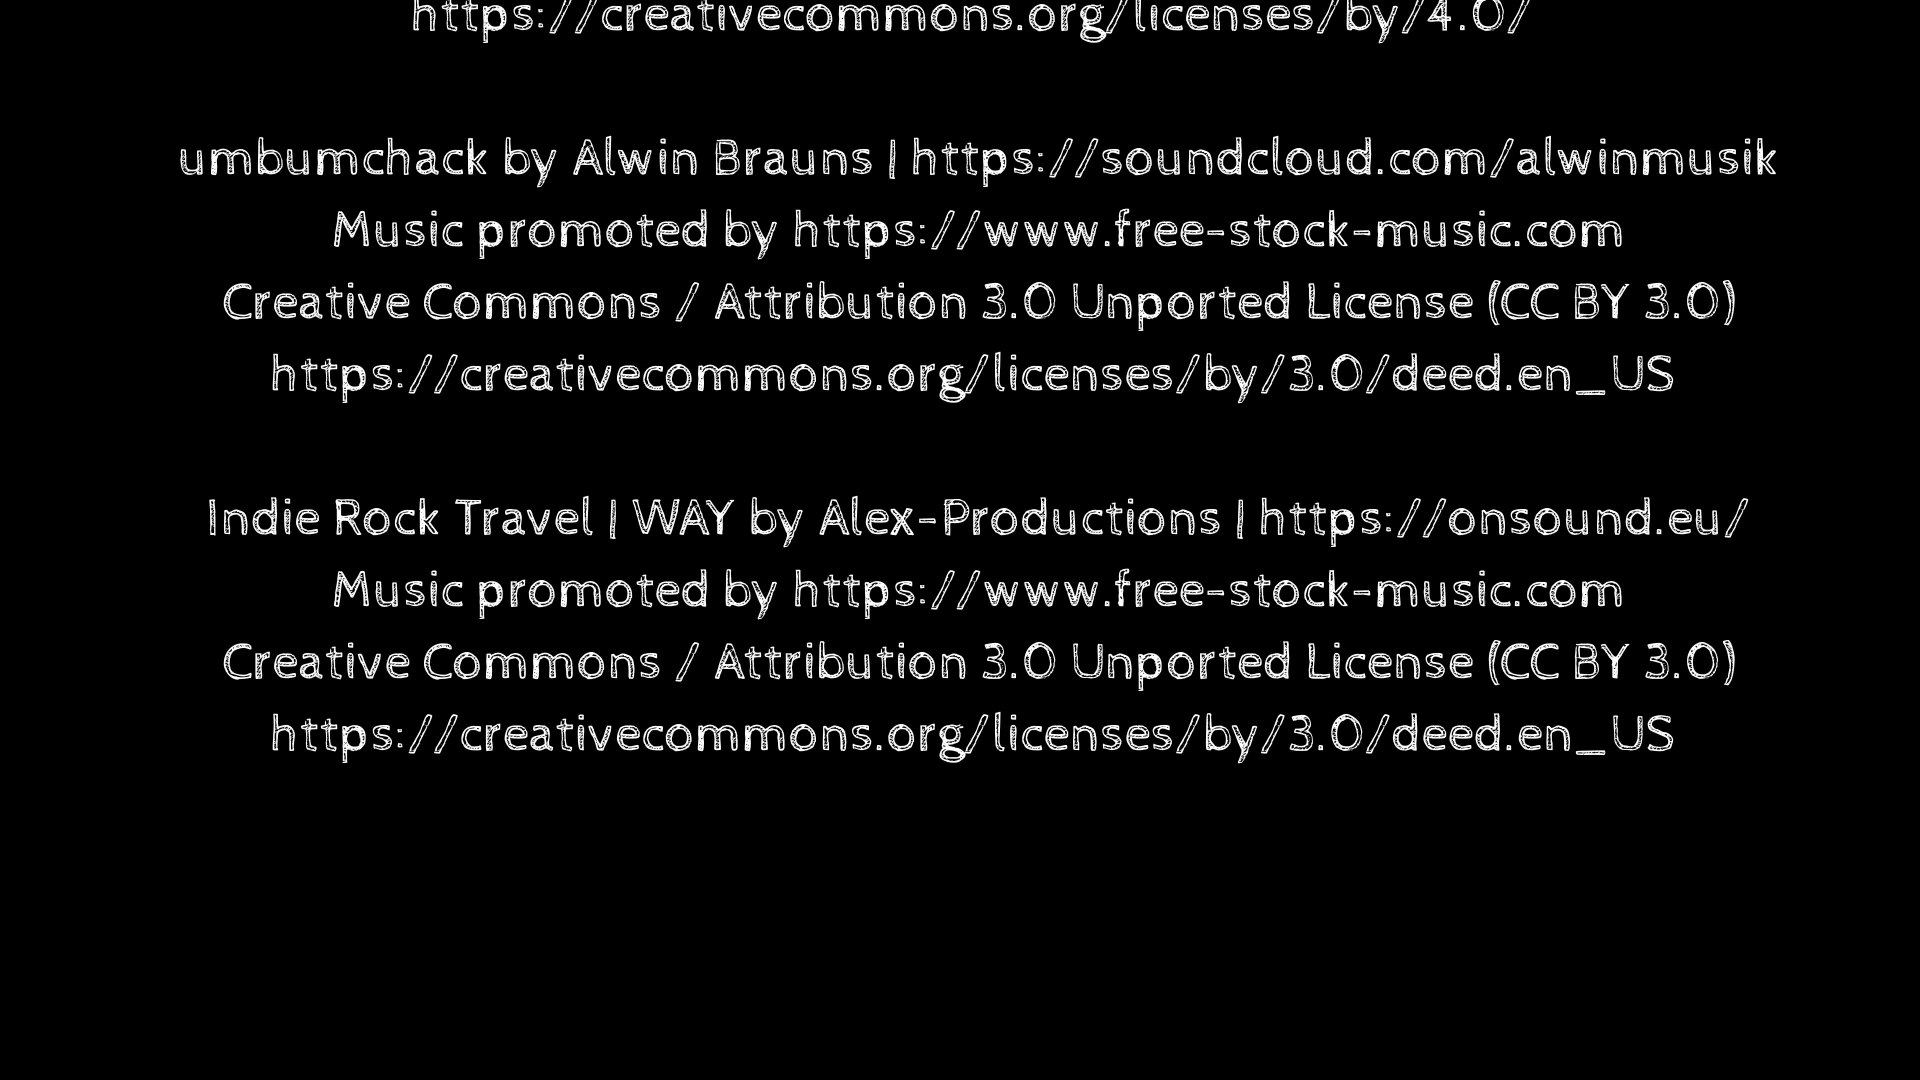 https://creativecommons.org/licenses/by/4.0/
umbumchack by Alwin Brauns | https://soundcloud.com/alwinmusik
Music promoted by https://www.free-stock-music.com
Creative Commons / Attribution 3.0 Unported License (CC BY 3.0)
https://creativecommons.org/licenses/by/3.0/deed.en_US
Indie Rock Travel | WAY by Alex-Productions | https://onsound.eu/
Music promoted by https://www.free-stock-music.com
Creative Commons / Attribution 3.0 Unported License (CC BY 3.0)
https://creativecommons.org/licenses/by/3.0/deed.en_US